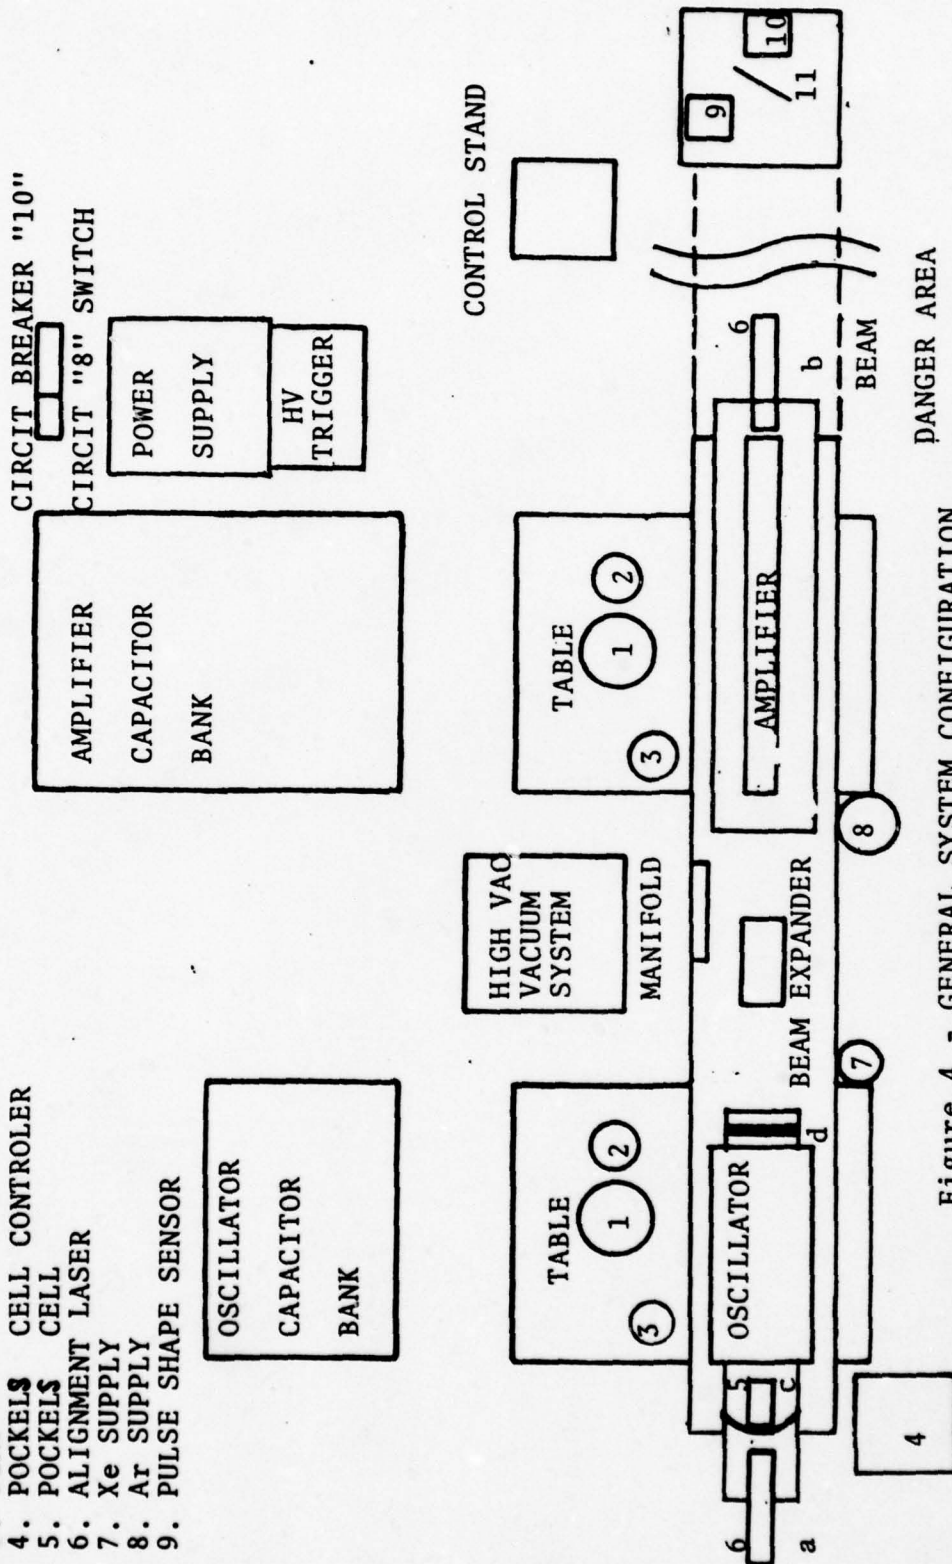 4. POCKELS CELL CONTROLER
5. POCKELS CELL
6. ALIGNMENT LASER
7. Xe SUPPLY
8. Ar SUPPLY
9. PULSE SHAPE SENSOR
CIRCIT BREAKER "10"
CIRCIT "8" SWITCH
OSCILLATOR
CAPACITOR
BANK
AMPLIFIER
CAPACITOR
BANK
POWER
SUPPLY
HV
TRIGGER
HIGH VAC
VACUUM
SYSTEM
CONTROL STAND
TABLE
3
1
2
MANIFOLD
TABLE
3
1
2
6
a
5
c
OSCILLATOR
d
BEAM EXPANDER
AMPLIFIER
6
b
BEAM
9
10
11
4
7
8
DANGER AREA
Figure 4 - GENERAL SYSTEM CONFIGURATION